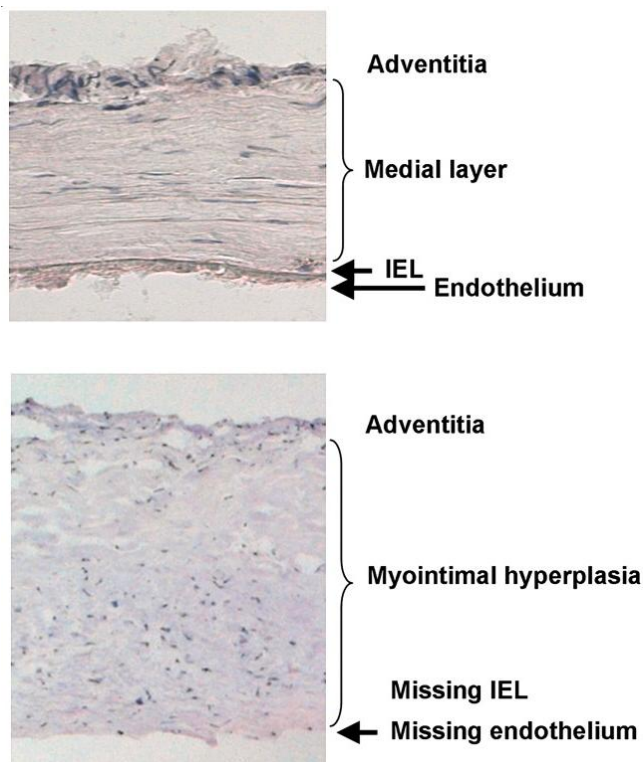 Adventitia
Medial layer
IEL
Endothelium
Adventitia
Myointimal hyperplasia
Missing IEL
Missing endothelium